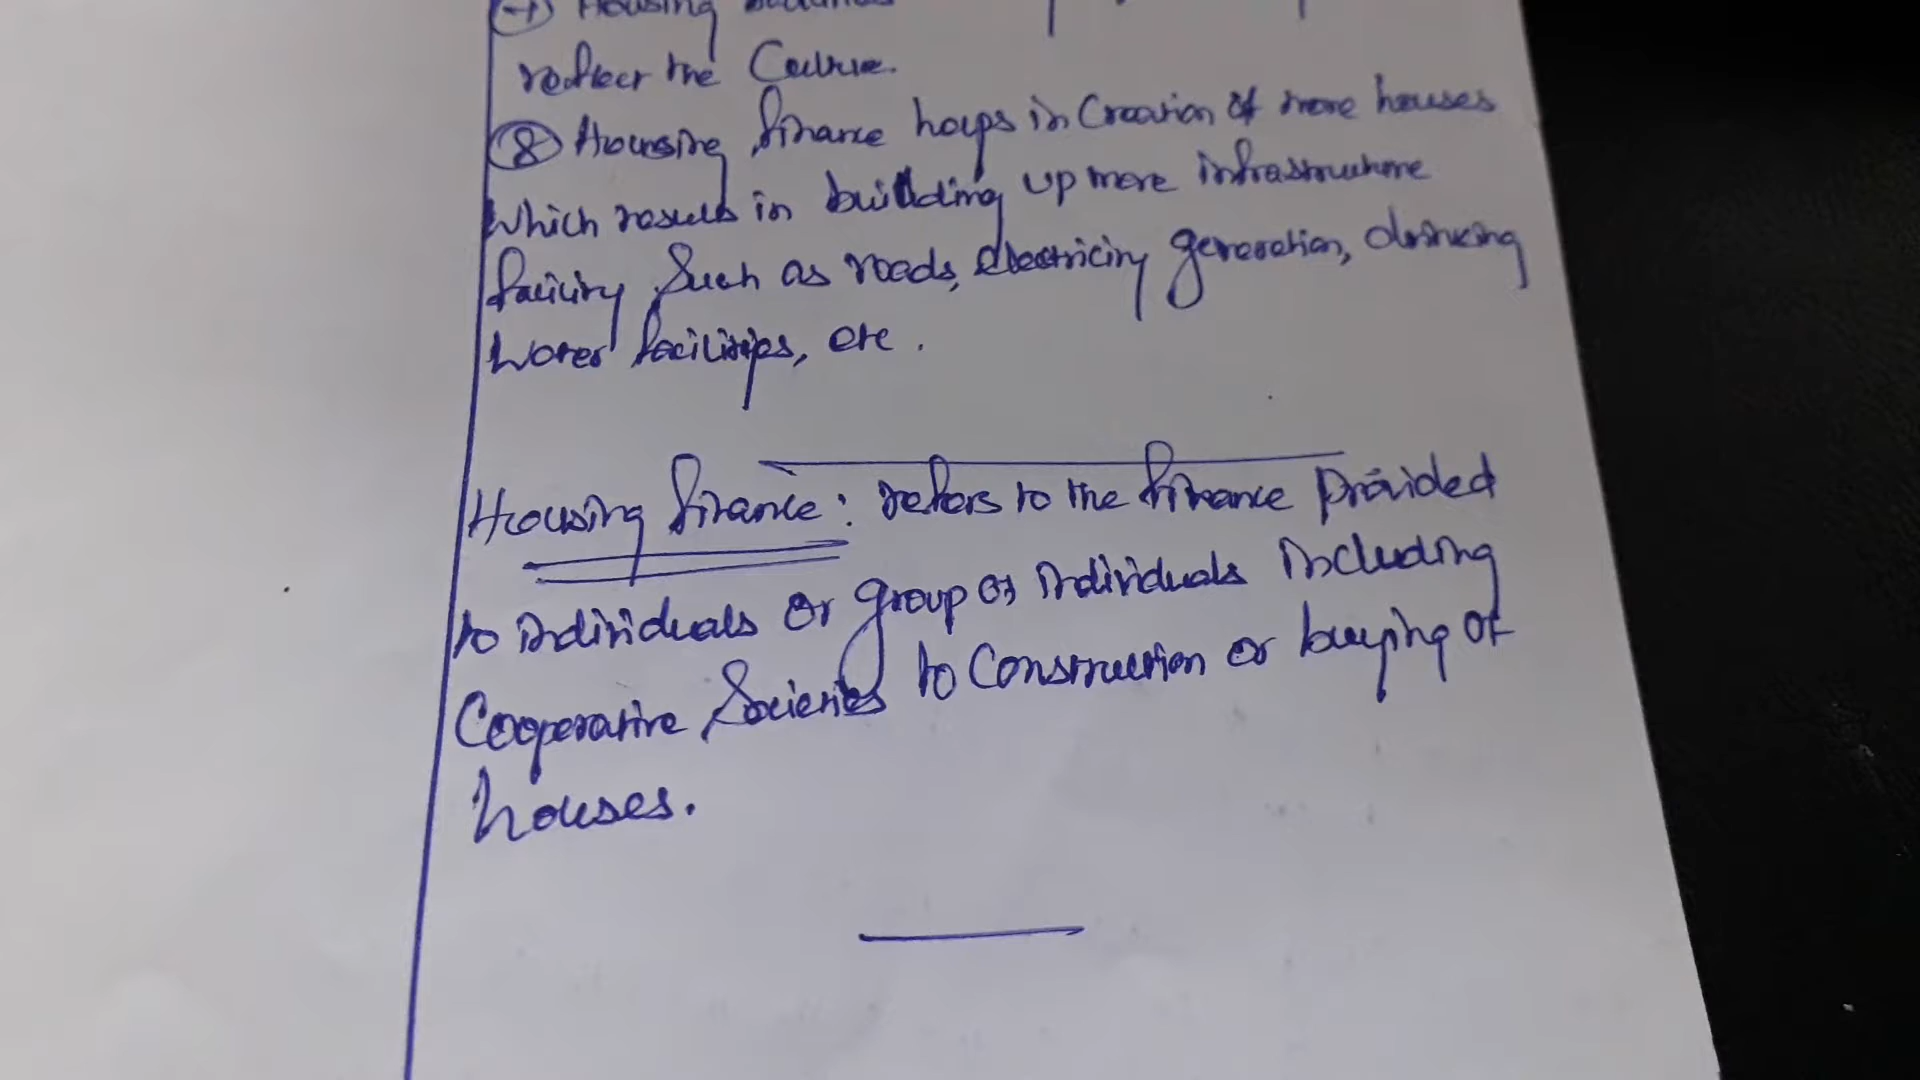 ⑦ Housing
reflect the Culture.
⑧ Housing finance helps in Creation of more houses
Which results in building up more infrastructure
facility Such as roads, electricity generation, drinking
Water facilities, etc.
Housing finance: refers to the finance Provided
to individuals or group of individuals including
Cooperative Societies to Construction or buying of
houses.